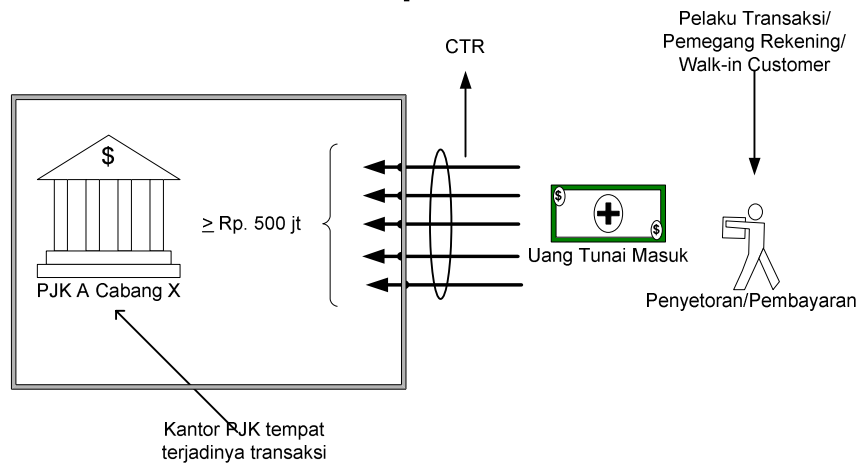 Pelaku Transaksi/
Pemegang Rekening/
Walk-in Customer
CTR
$
≥ Rp. 500 jt
PJK A Cabang X
$
$
Uang Tunai Masuk
Penyetoran/Pembayaran
Kantor PJK tempat
terjadinya transaksi